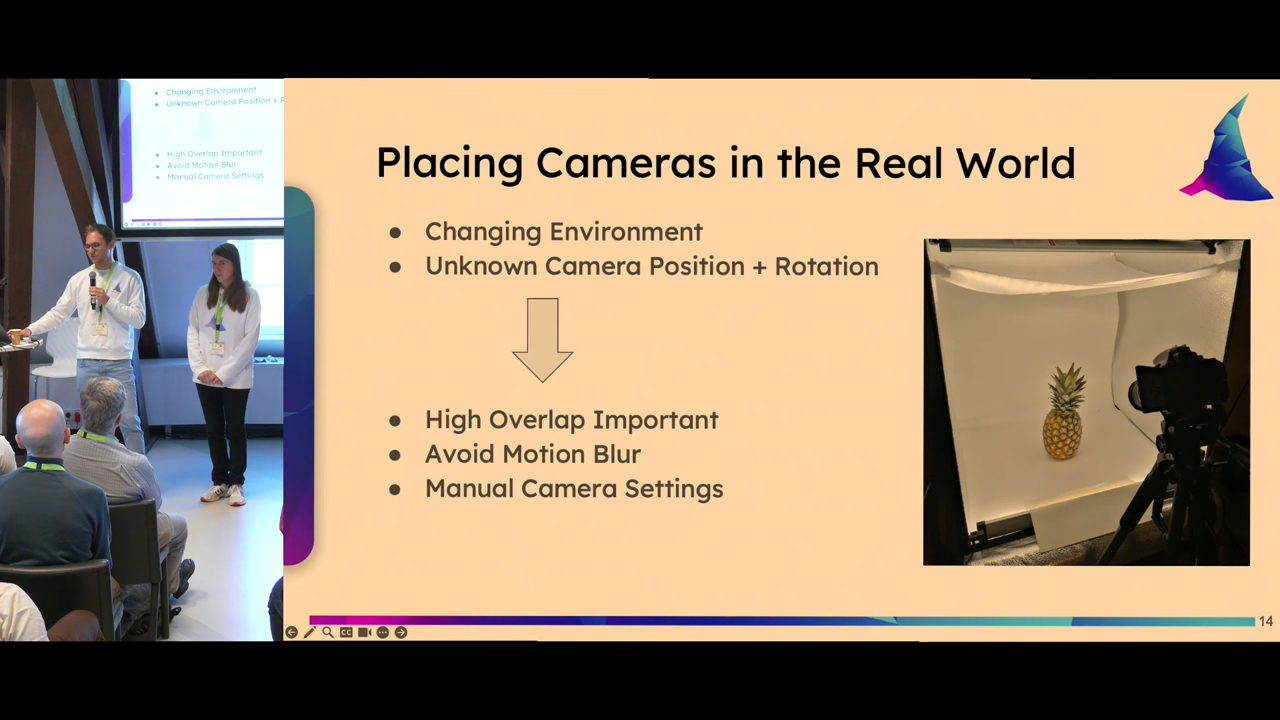 Changing Environment
Unknown Camera Position + R
High Overlap Important
Avoid Motion Blur
Manual Camera Settings
Placing Cameras in the Real World
Changing Environment
Unknown Camera Position + Rotation
High Overlap Important
Avoid Motion Blur
Manual Camera Settings
CC
14